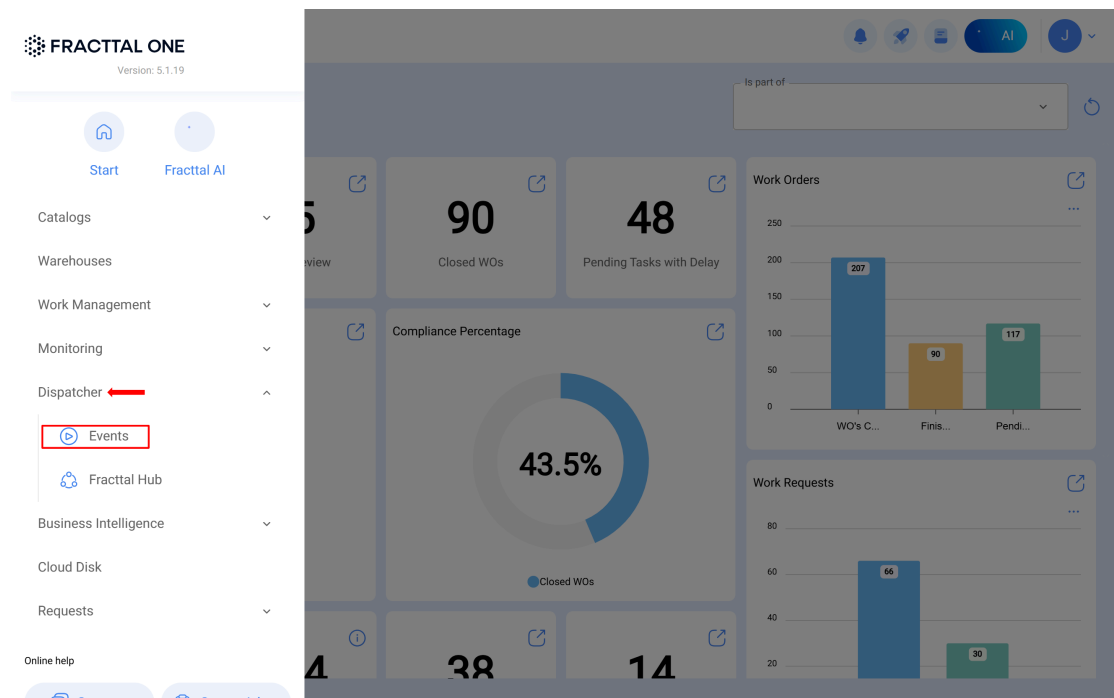 FRACTTAL ONE
Version: 5.1.19
AI
J
Is part of
Start
Fracttal AI
Catalogs
Warehouses
Work Management
Monitoring
Dispatcher
Events
Fracttal Hub
Business Intelligence
Cloud Disk
Requests
Online help
90
Closed WOs
48
Pending Tasks with Delay
Work Orders
...
250
200
150
100
50
0
207
90
117
WO's C...
Finis...
Pendi...
Compliance Percentage
43.5%
Closed WOs
Work Requests
...
80
60
40
20
66
30
4
38
14